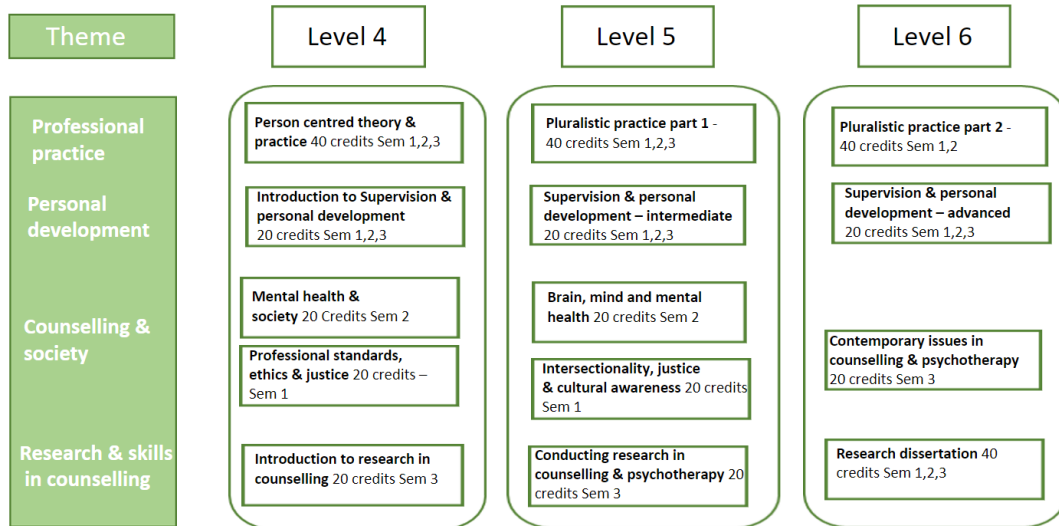 Theme
Level 4
Level 5
Level 6
Professional
practice
Person centred theory &
practice 40 credits Sem 1,2,3
Pluralistic practice part 1 -
40 credits Sem 1,2,3
Pluralistic practice part 2 -
40 credits Sem 1,2
Personal
development
Introduction to Supervision &
personal development
20 credits Sem 1,2,3
Supervision & personal
development – intermediate
20 credits Sem 1,2,3
Supervision & personal
development – advanced
20 credits Sem 1,2,3
Counselling &
society
Mental health &
society 20 Credits Sem 2
Professional standards,
ethics & justice 20 credits –
Sem 1
Brain, mind and mental
health 20 credits Sem 2
Intersectionality, justice
& cultural awareness 20 credits
Sem 1
Contemporary issues in
counselling & psychotherapy
20 credits Sem 3
Research & skills
in counselling
Introduction to research in
counselling 20 credits Sem 3
Conducting research in
counselling & psychotherapy 20
credits Sem 3
Research dissertation 40
credits Sem 1,2,3